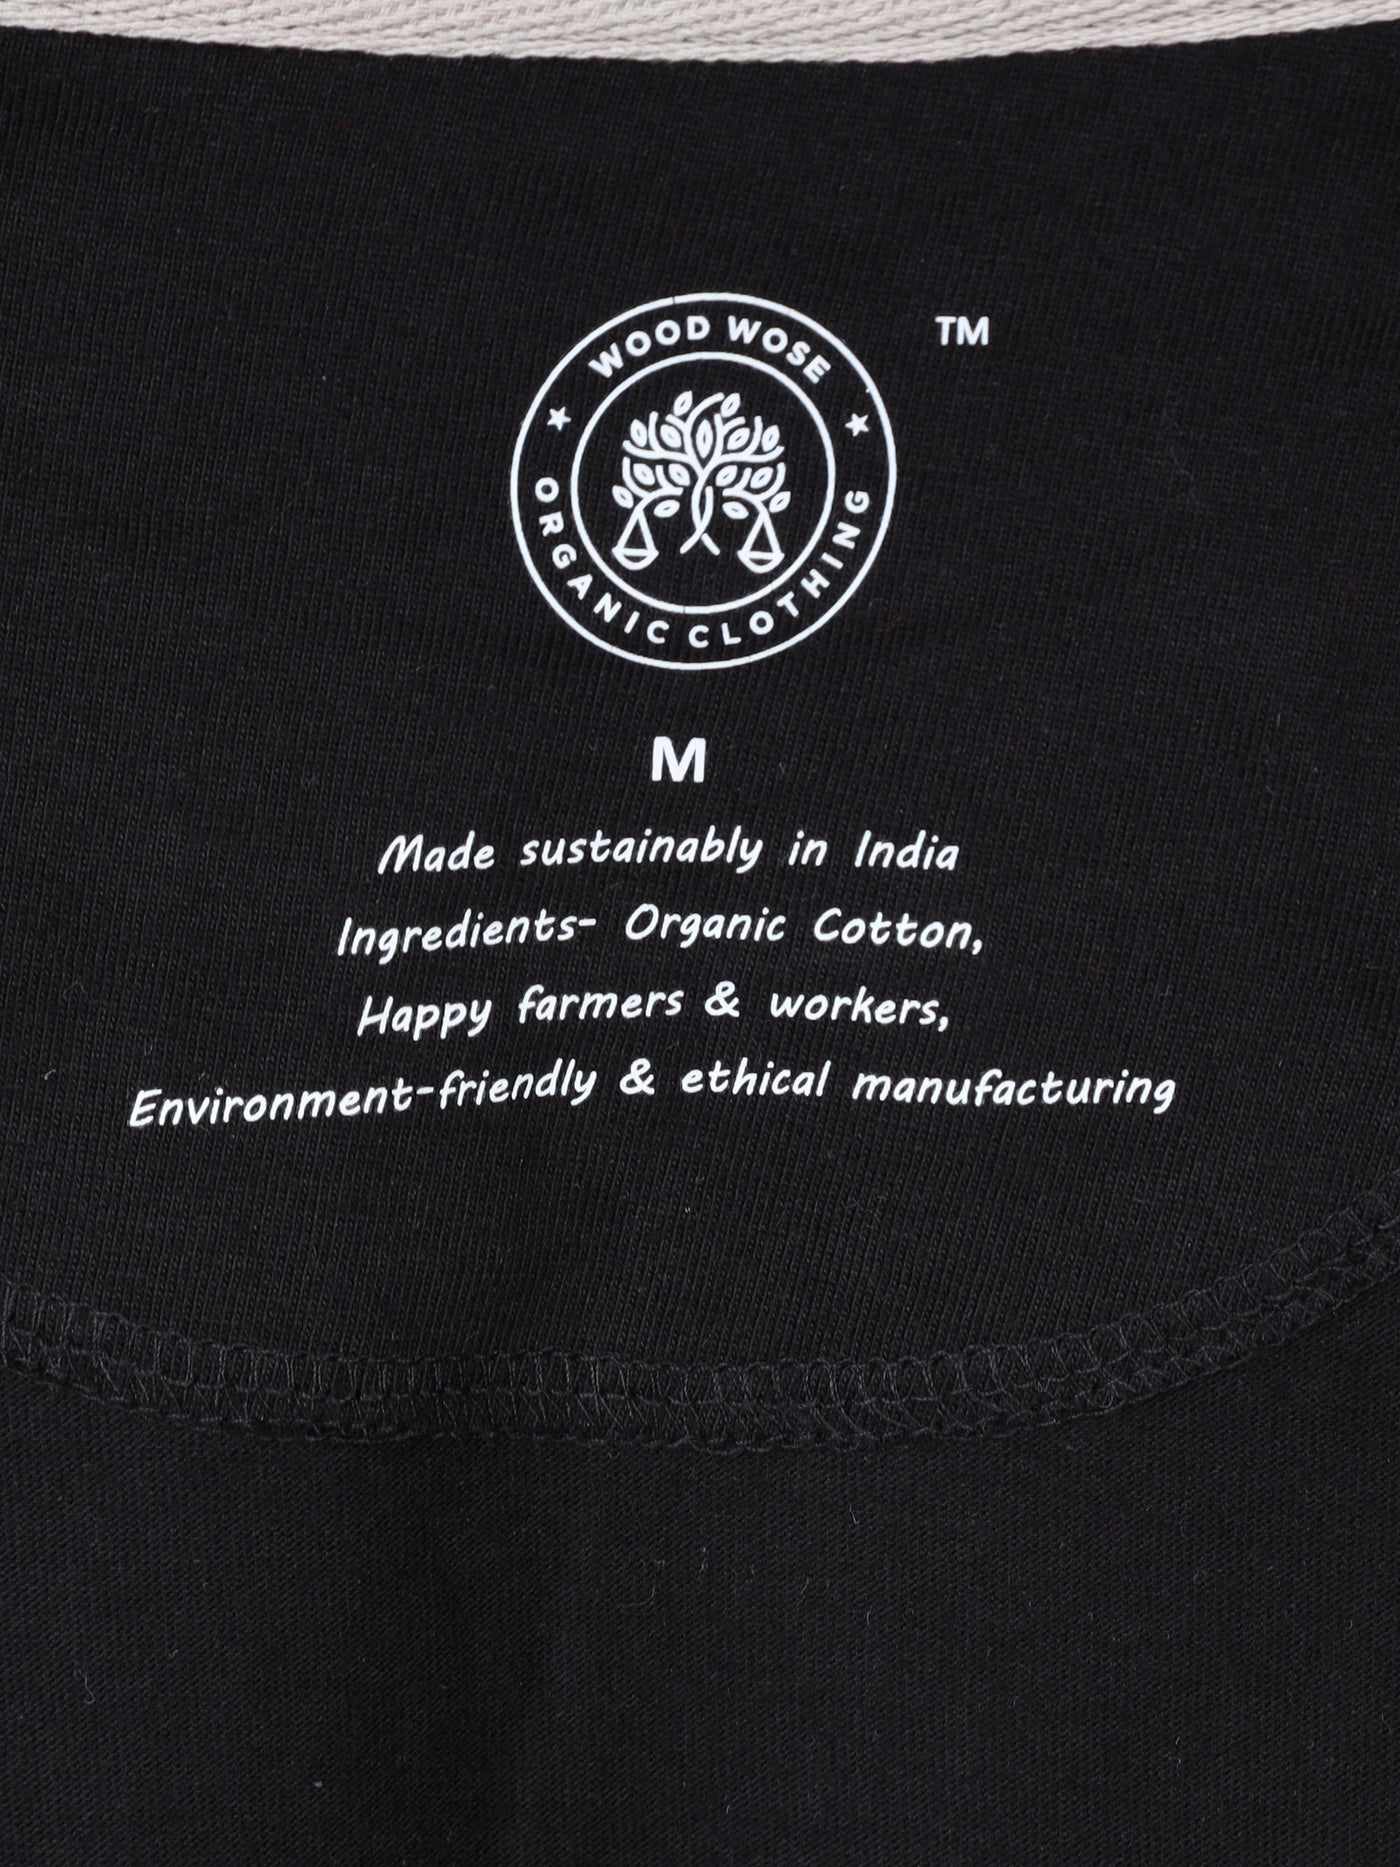 WOOD WOSE
TM
ORGANIC CLOTHING
M
Made sustainably in India
Ingredients- Organic Cotton,
Happy farmers & workers,
Environment-friendly & ethical manufacturing